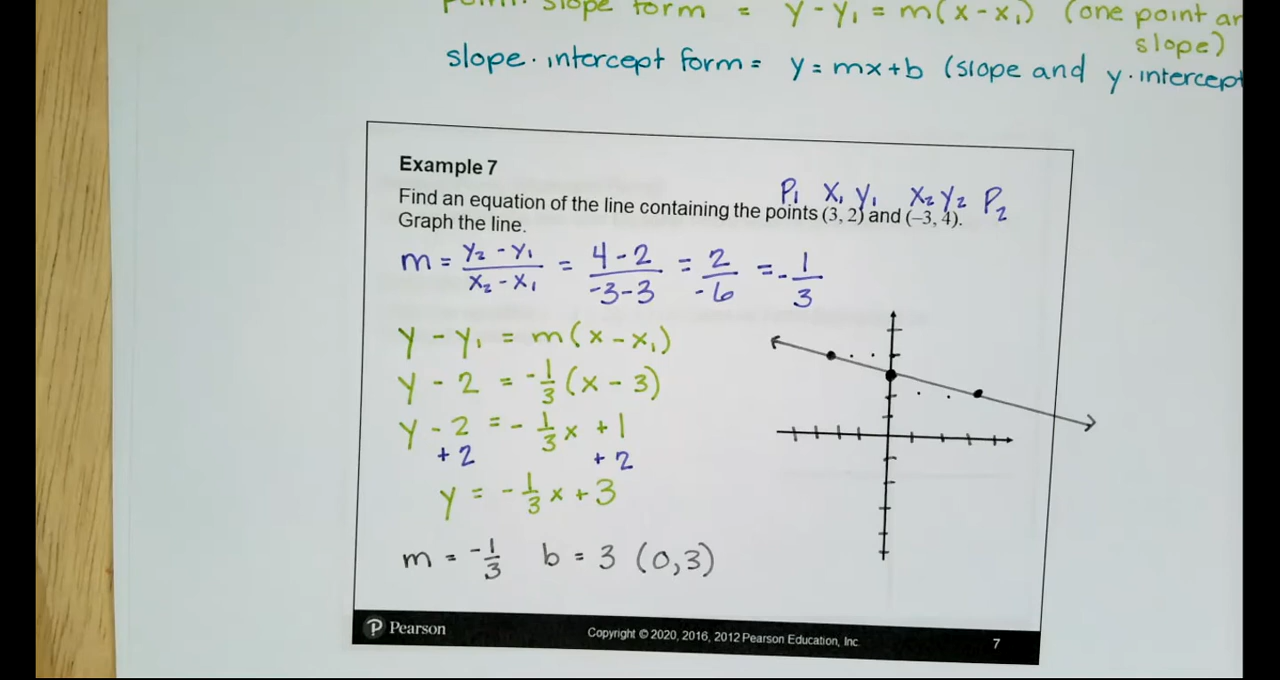 point-slope form = y - y₁ = m(x - x₁) (one point an
slope)
slope-intercept form = y = mx + b (slope and y-intercept
Example 7
P₁ x₁ y₁ x₂ y₂ P₂
Find an equation of the line containing the points (3, 2) and (–3, 4).
Graph the line.
m = y₂ - y₁ / x₂ - x₁ = 4 - 2 / -3 - 3 = 2 / -6 = - 1/3
y - y₁ = m(x - x₁)
y - 2 = -1/3 (x - 3)
y - 2 = - 1/3 x + 1
+ 2 + 2
y = - 1/3 x + 3
m = - 1/3 b = 3 (0,3)
P Pearson
Copyright © 2020, 2016, 2012 Pearson Education, Inc.
7